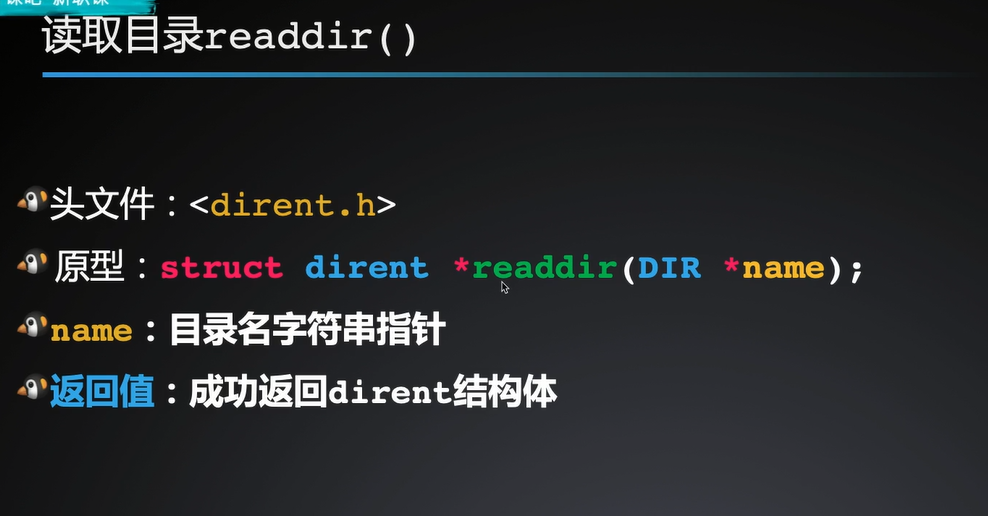 读取目录readdir()
头文件：<dirent.h>
原型：struct dirent *readdir(DIR *name);
name：目录名字符串指针
返回值：成功返回dirent结构体